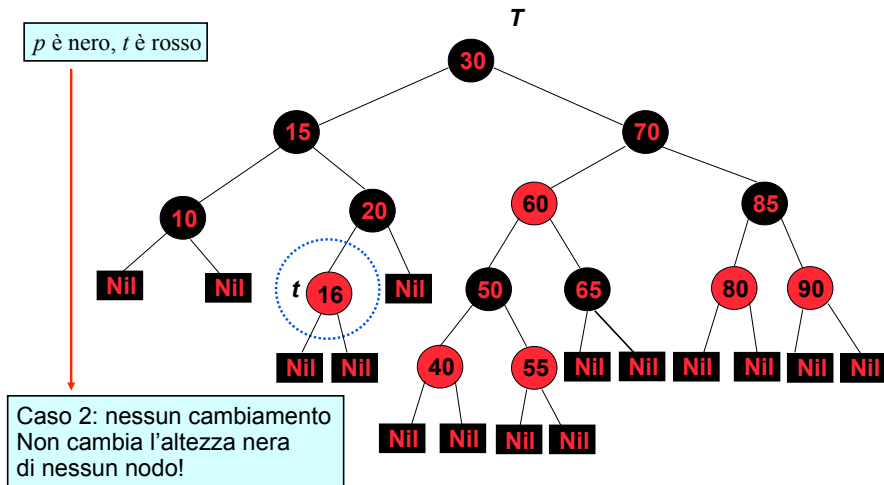 T
p è nero, t è rosso
30
15
70
10
20
60
85
Nil
Nil
t
16
Nil
50
65
80
90
Nil
Nil
40
55
Nil
Nil
Nil
Nil
Nil
Nil
Nil
Nil
Nil
Nil
Caso 2: nessun cambiamento
Non cambia l'altezza nera
di nessun nodo!